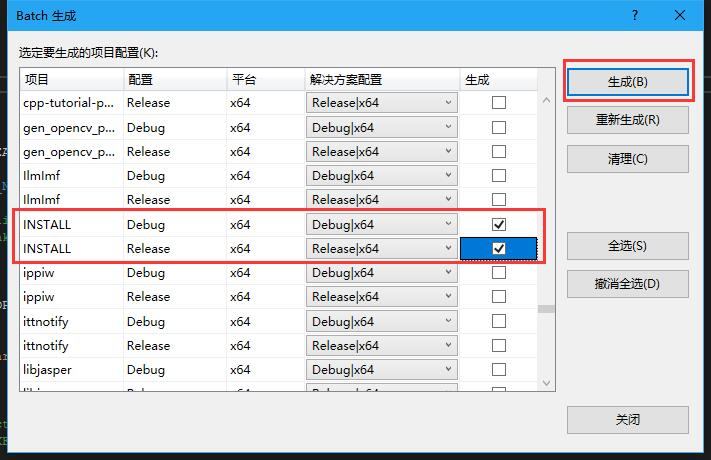 Batch 生成
选定要生成的项目配置(K):
项目 配置 平台 解决方案配置 生成
cpp-tutorial-p... Release x64 Release|x64
gen_opencv_p... Debug x64 Debug|x64
gen_opencv_p... Release x64 Release|x64
IlmImf Debug x64 Debug|x64
IlmImf Release x64 Release|x64
INSTALL Debug x64 Debug|x64
INSTALL Release x64 Release|x64
ippiw Debug x64 Debug|x64
ippiw Release x64 Release|x64
ittnotify Debug x64 Debug|x64
ittnotify Release x64 Release|x64
libjasper Debug x64 Debug|x64
生成(B)
重新生成(R)
清理(C)
全选(S)
撤消全选(D)
关闭